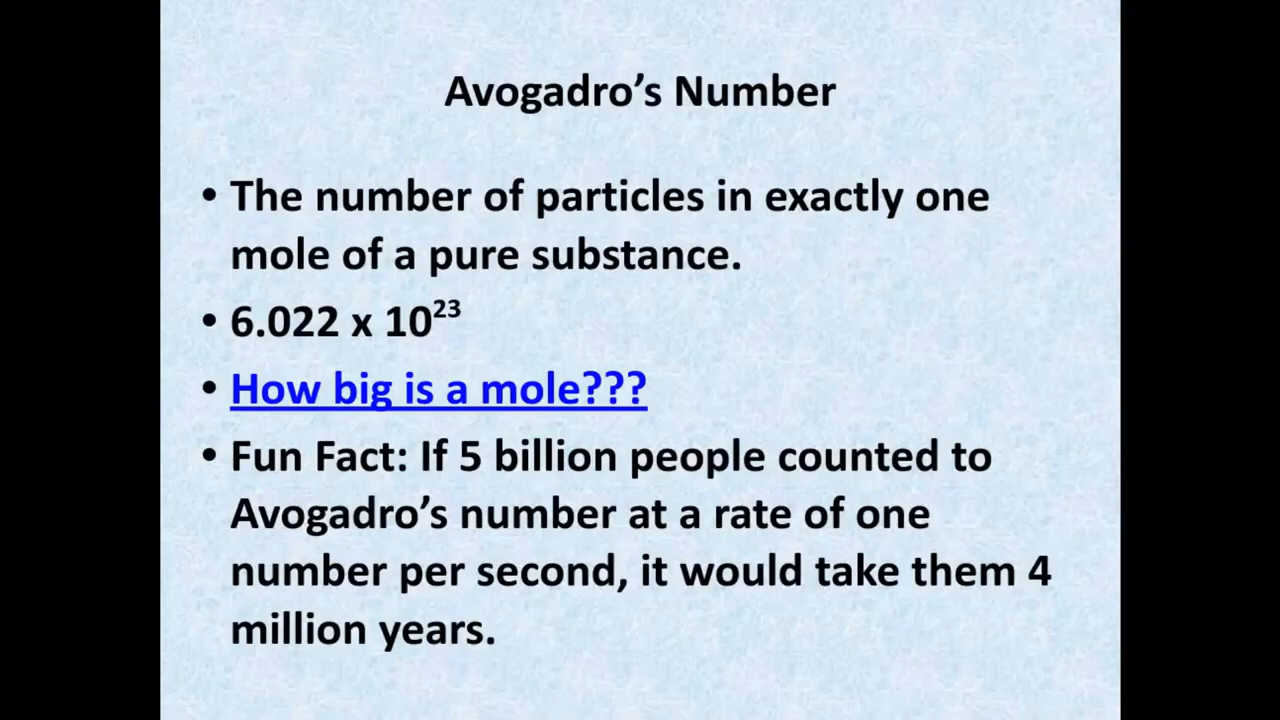 Avogadro’s Number
• The number of particles in exactly one
mole of a pure substance.
• 6.022 x 10²³
• How big is a mole???
• Fun Fact: If 5 billion people counted to
Avogadro’s number at a rate of one
number per second, it would take them 4
million years.